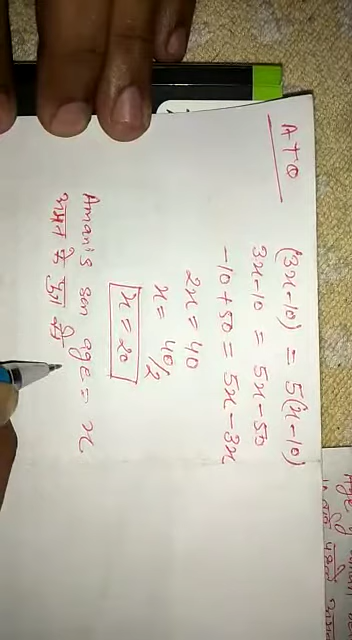 ATQ
(3x-10) = 5(x-10)
3x-10 = 5x-50
-10+50 = 5x-3x
2x = 40
x = 40/2
x = 20
Aman's son age = x
अमन के पुत्र की
Age